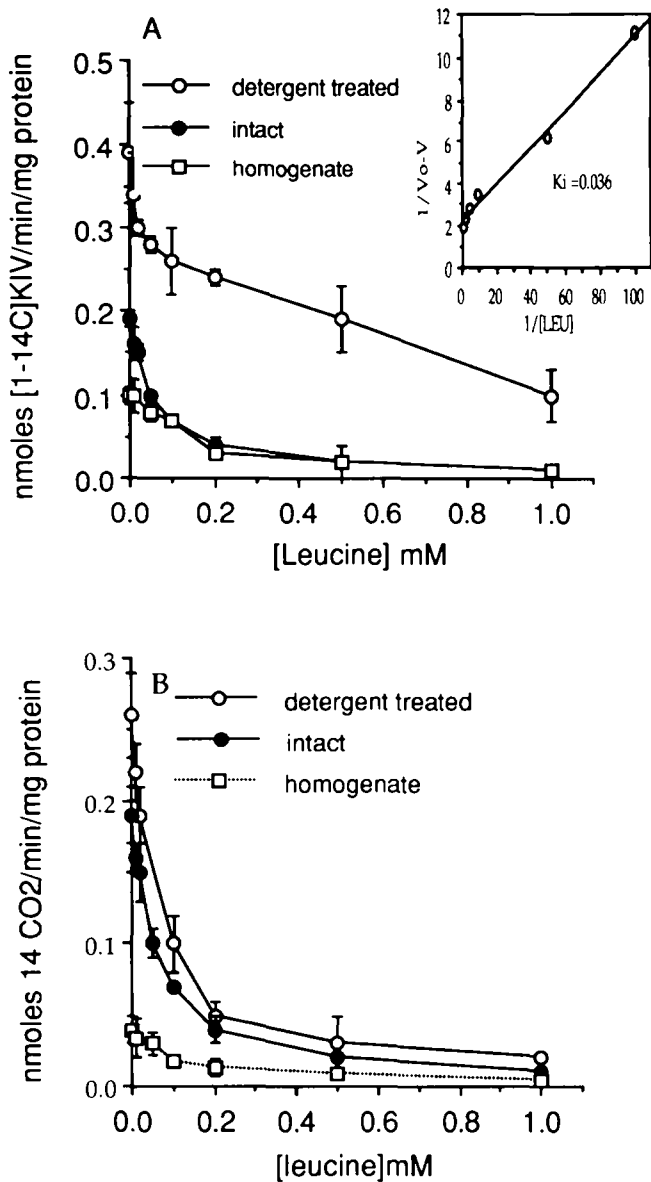 A
detergent treated
intact
homogenate
0.5
0.4
0.3
0.2
0.1
0.0
nmoles [1-14C]KIV/min/mg protein
0.0 0.2 0.4 0.6 0.8 1.0
[Leucine] mM
12
10
8
6
4
2
0
1/Vo-V
Ki =0.036
0 20 40 60 80 100
1/[LEU]
B
detergent treated
intact
homogenate
0.3
0.2
0.1
0.0
nmoles 14 CO2/min/mg protein
0.0 0.2 0.4 0.6 0.8 1.0
[leucine]mM